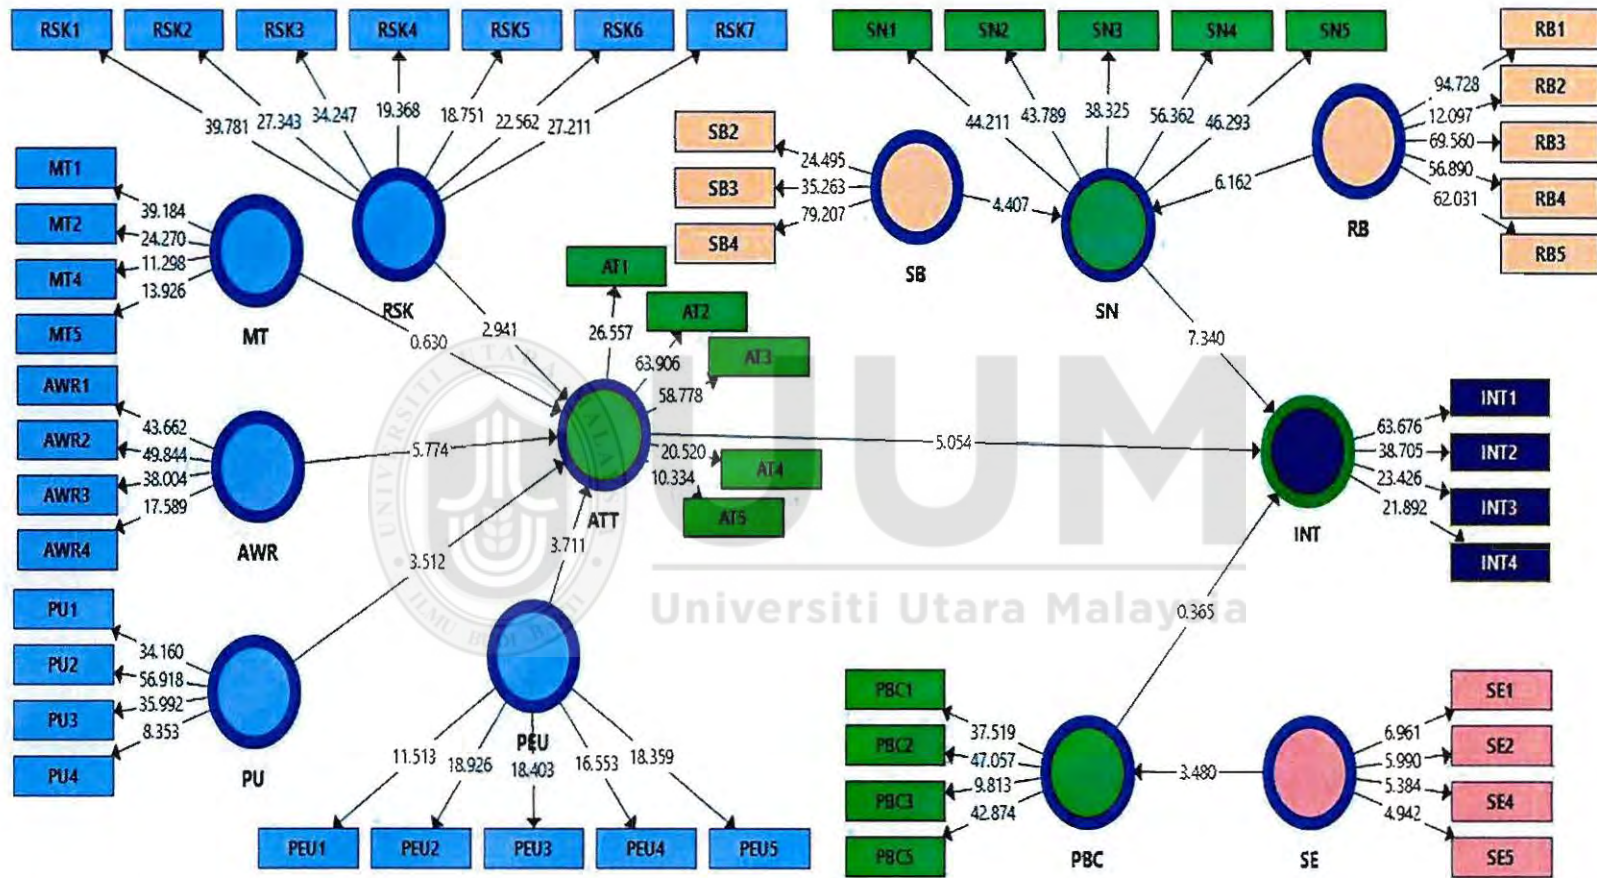 RSK1 RSK2 RSK3 RSK4 RSK5 RSK6 RSK7
39.781 27.343 34.247 19.368 18.751 22.562 27.211
RSK
SN1 SN2 SN3 SN4 SN5
44.211 43.789 38.325 56.362 46.293
SN
RB1
RB2
RB3
RB4
RB5
94.728
12.097
69.560
56.890
62.031
RB
6.162
SB2
SB3
SB4
24.495
35.263
79.207
SB
4.407
MT1
MT2
MT4
MT5
39.184
24.270
11.298
13.926
MT
0.630
2.941
AT1
AT2
AT3
AT4
AT5
26.557
63.906
58.778
20.520
10.334
ATT
7.340
5.054
AWR1
AWR2
AWR3
AWR4
43.662
49.844
38.004
17.589
AWR
5.774
INT1
INT2
INT3
INT4
63.676
38.705
23.426
21.892
INT
PU1
PU2
PU3
PU4
34.160
56.918
35.992
8.353
PU
3.512
3.711
PEU
11.513 18.926 18.403 16.553 18.359
PEU1 PEU2 PEU3 PEU4 PEU5
0.365
PBC1
PBC2
PBC3
PBC5
37.519
47.057
9.813
42.874
PBC
3.480
SE1
SE2
SE4
SE5
6.961
5.990
5.384
4.942
SE
UUM
Universiti Utara Malaysia
UNIVERSITI UTARA MALAYSIA
ILMU BUDI BAKTI